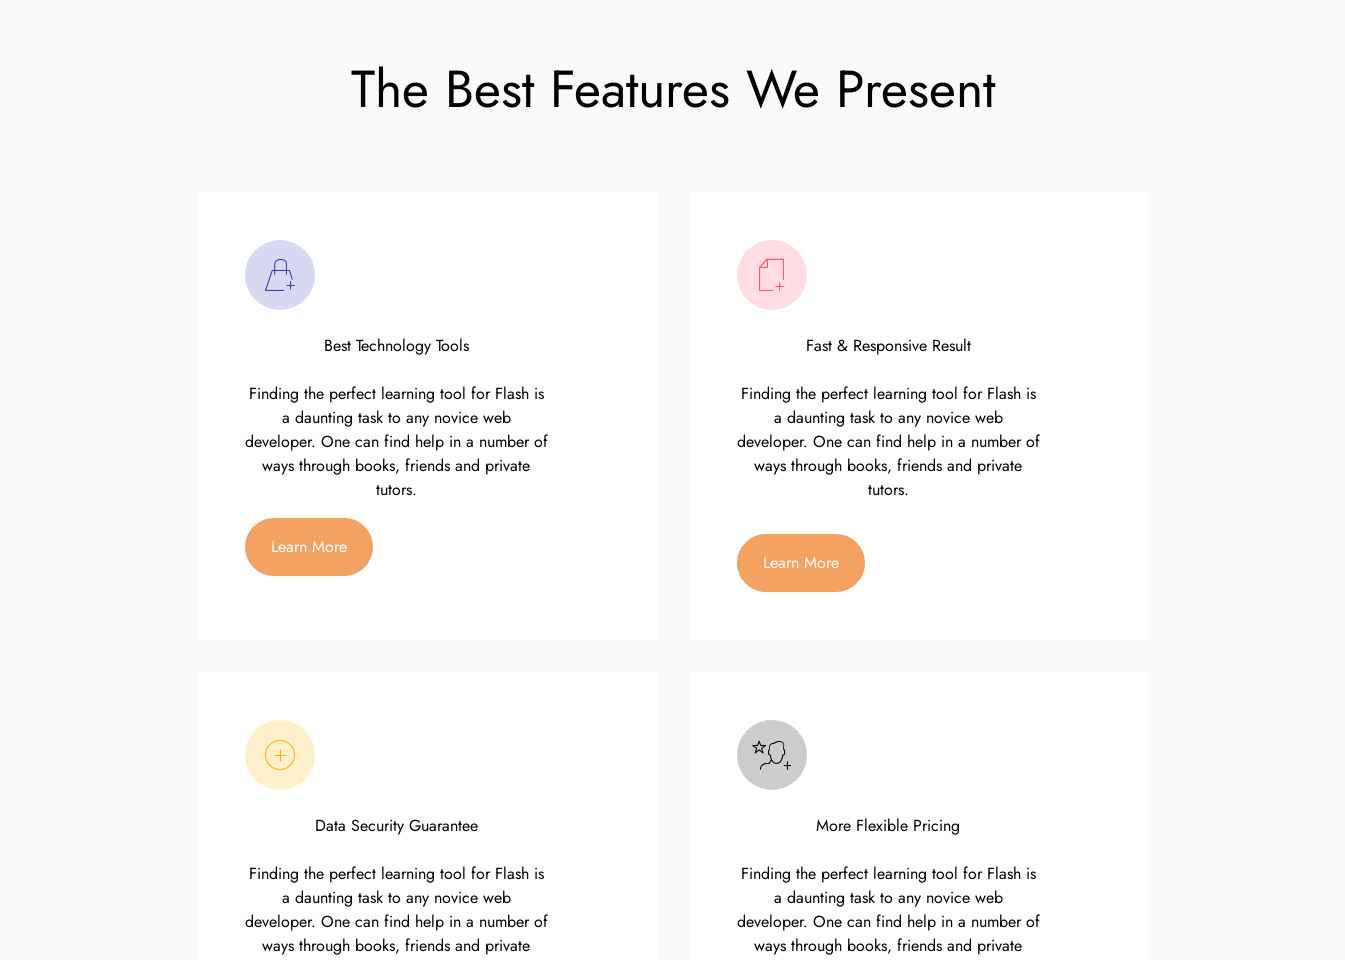 The Best Features We Present
Best Technology Tools
Finding the perfect learning tool for Flash is
a daunting task to any novice web
developer. One can find help in a number of
ways through books, friends and private
tutors.
Learn More
Fast & Responsive Result
Finding the perfect learning tool for Flash is
a daunting task to any novice web
developer. One can find help in a number of
ways through books, friends and private
tutors.
Learn More
Data Security Guarantee
Finding the perfect learning tool for Flash is
a daunting task to any novice web
developer. One can find help in a number of
ways through books, friends and private
More Flexible Pricing
Finding the perfect learning tool for Flash is
a daunting task to any novice web
developer. One can find help in a number of
ways through books, friends and private